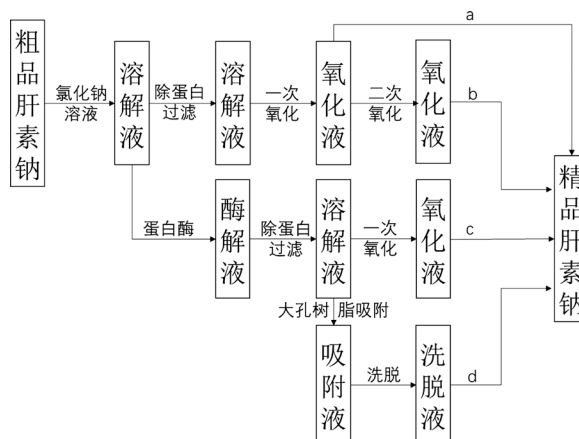 a
粗品肝素钠
氯化钠
溶液
溶解液
除蛋白
过滤
溶解液
一次
氧化
氧化液
二次
氧化
氧化液
b
精品肝素钠
蛋白酶
酶解液
除蛋白
过滤
溶解液
一次
氧化
氧化液
c
大孔树 脂吸附
吸附液
洗脱
洗脱液
d